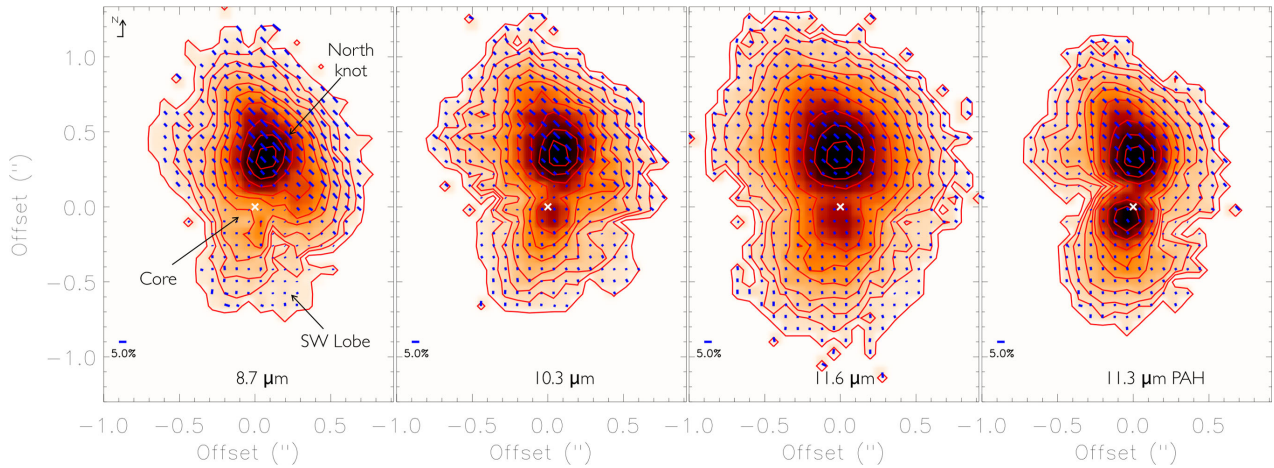 N
1.0
0.5
0.0
−0.5
−1.0
Offset (")
North
knot
Core
SW Lobe
5.0%
8.7 μm
5.0%
10.3 μm
5.0%
11.6 μm
5.0%
11.3 μm PAH
−1.0 −0.5 0.0 0.5
−1.0 −0.5 0.0 0.5
−1.0 −0.5 0.0 0.5
−1.0 −0.5 0.0 0.5
Offset (")
Offset (")
Offset (")
Offset (")